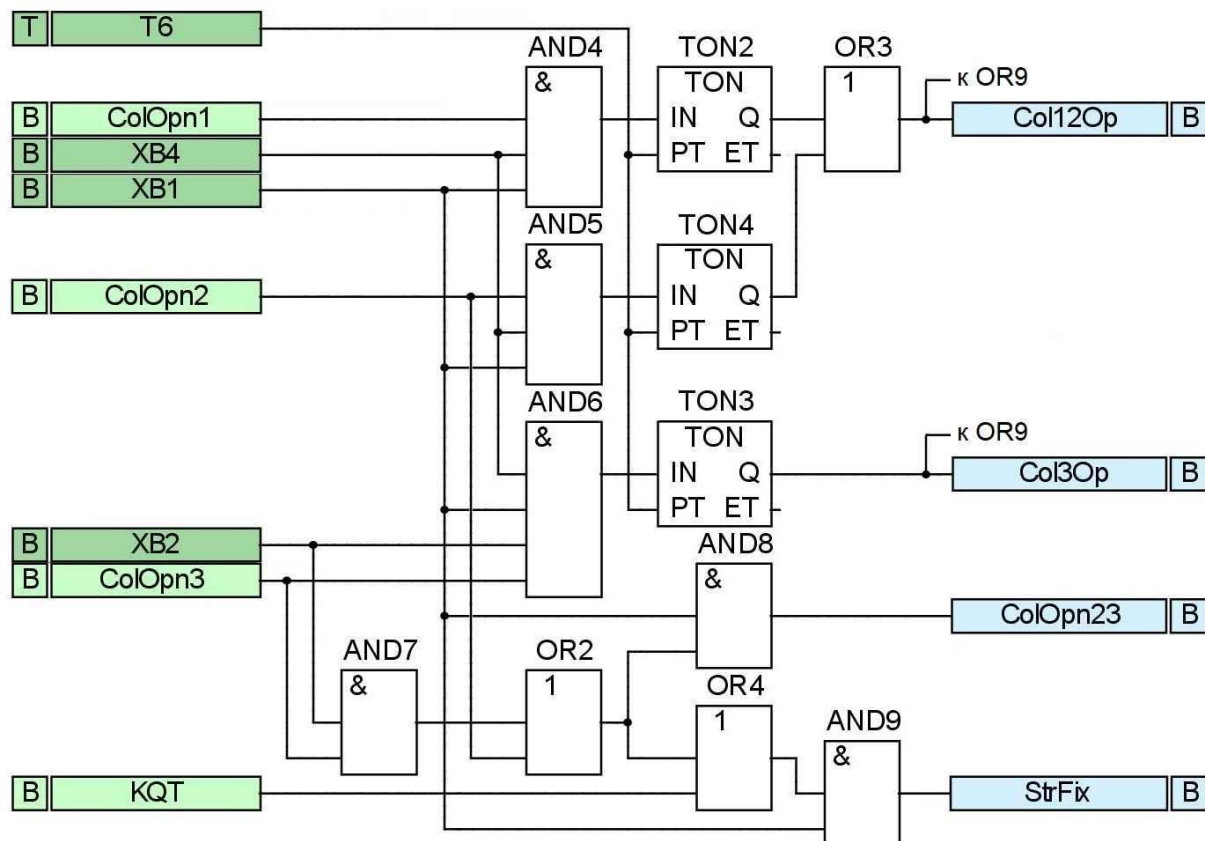 T T6
AND4 TON2 OR3
& TON 1 к OR9
B ColOpn1 IN Q Col12Op B
B XB4 PT ET
B XB1
AND5 TON4
& TON
B ColOpn2 IN Q
PT ET
AND6 TON3
& TON к OR9
IN Q Col3Op B
PT ET
B XB2 AND8
B ColOpn3 &
ColOpn23 B
AND7 OR2
& 1 OR4
1 AND9
&
B KQT StrFix B